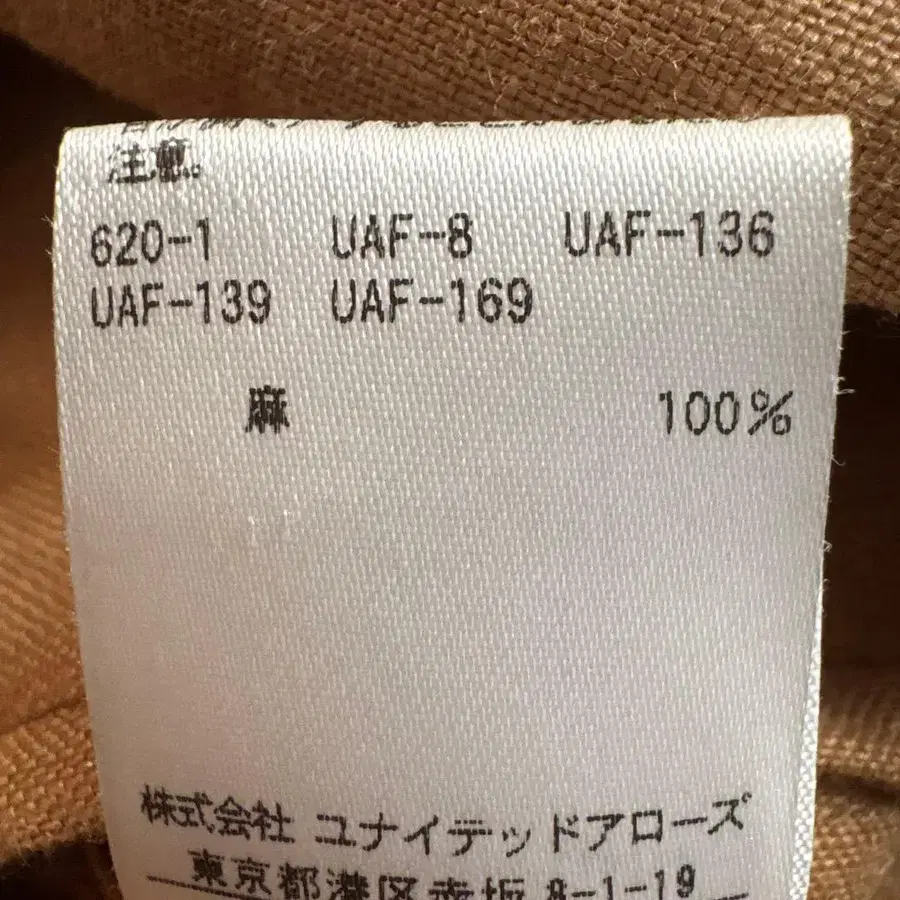 注意。
620-1 UAF-8 UAF-136
UAF-139 UAF-169
麻 100%
株式会社 ユナイテッドアローズ
東京都港区赤坂 8-1-19